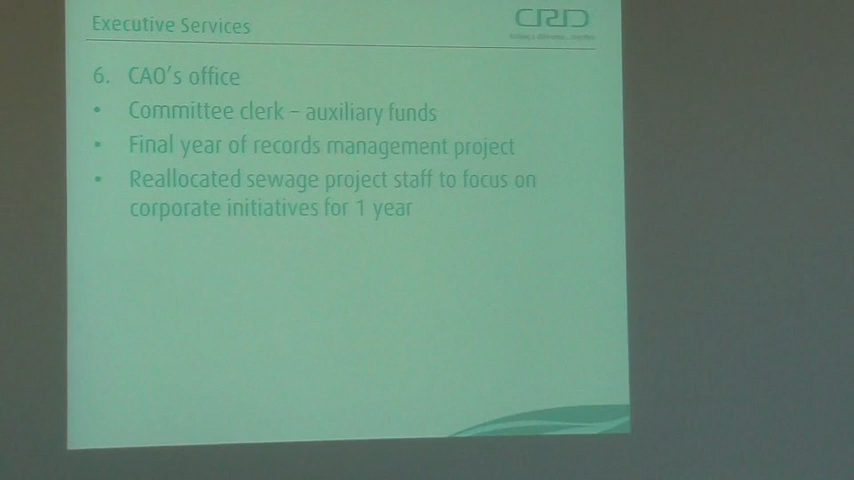 Executive Services
CRD
6. CAO's office
• Committee clerk – auxiliary funds
• Final year of records management project
• Reallocated sewage project staff to focus on
corporate initiatives for 1 year